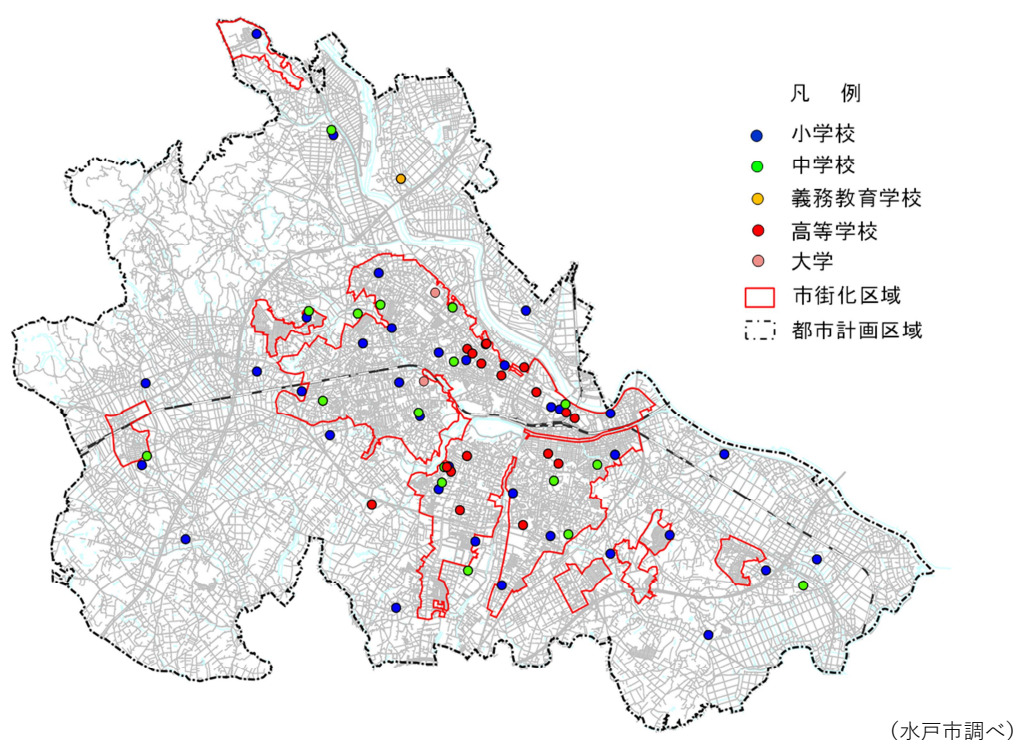 凡 例
小学校
中学校
義務教育学校
高等学校
大学
市街化区域
都市計画区域
(水戸市調べ)